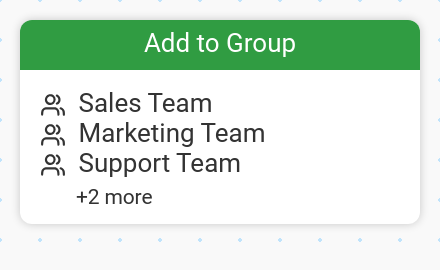 Add to Group
Sales Team
Marketing Team
Support Team
+2 more